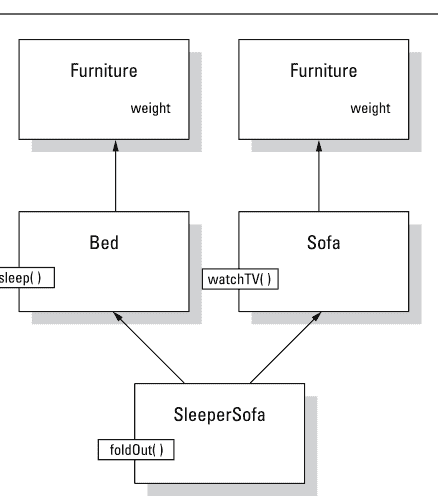 Furniture
weight
Furniture
weight
Bed
sleep( )
Sofa
watchTV( )
SleeperSofa
foldOut( )